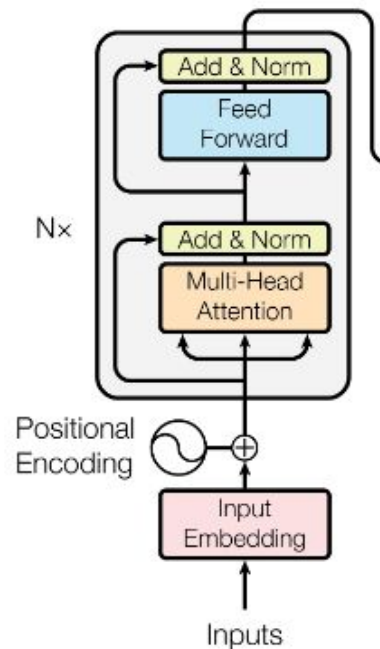 Add & Norm
Feed
Forward
N×
Add & Norm
Multi-Head
Attention
Positional
Encoding
Input
Embedding
Inputs